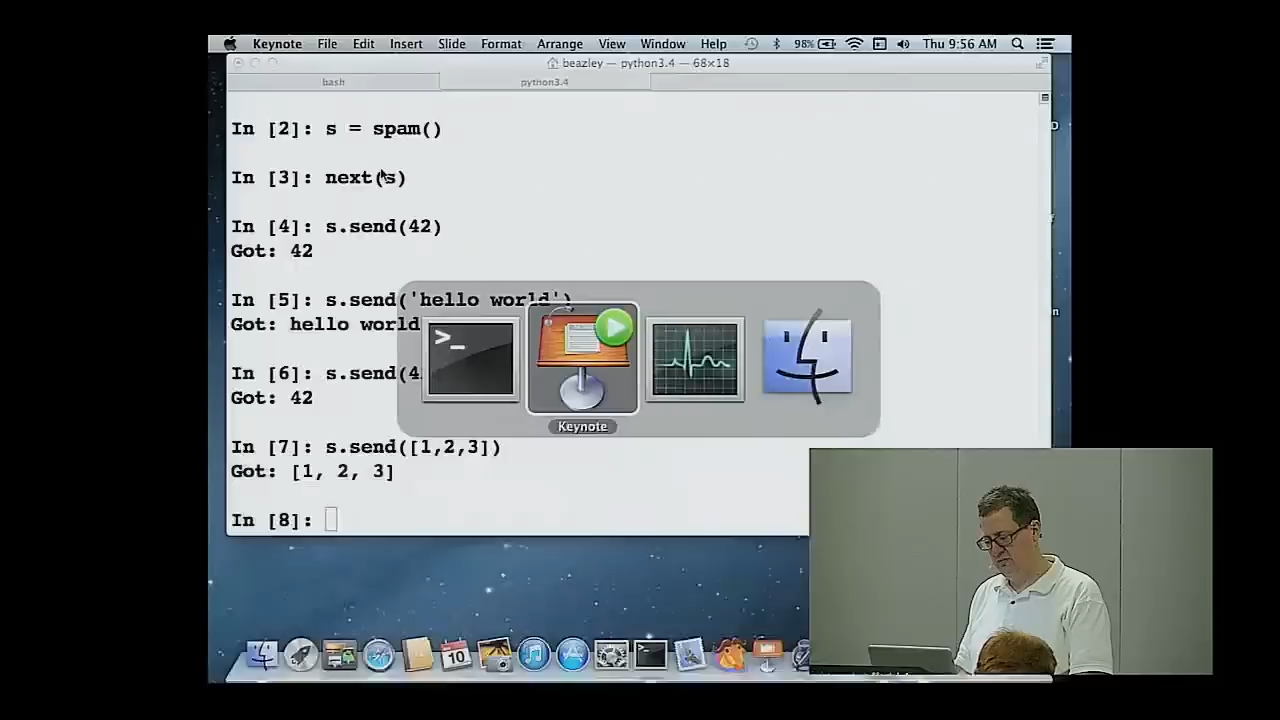 Keynote File Edit Insert Slide Format Arrange View Window Help 98% Thu 9:56 AM
beazley — python3.4 — 68×18
bash python3.4
In [2]: s = spam()
In [3]: next(s)
In [4]: s.send(42)
Got: 42
In [5]: s.send('hello world')
Got: hello world
In [6]: s.send(4
Got: 42
Keynote
In [7]: s.send([1,2,3])
Got: [1, 2, 3]
In [8]:
10